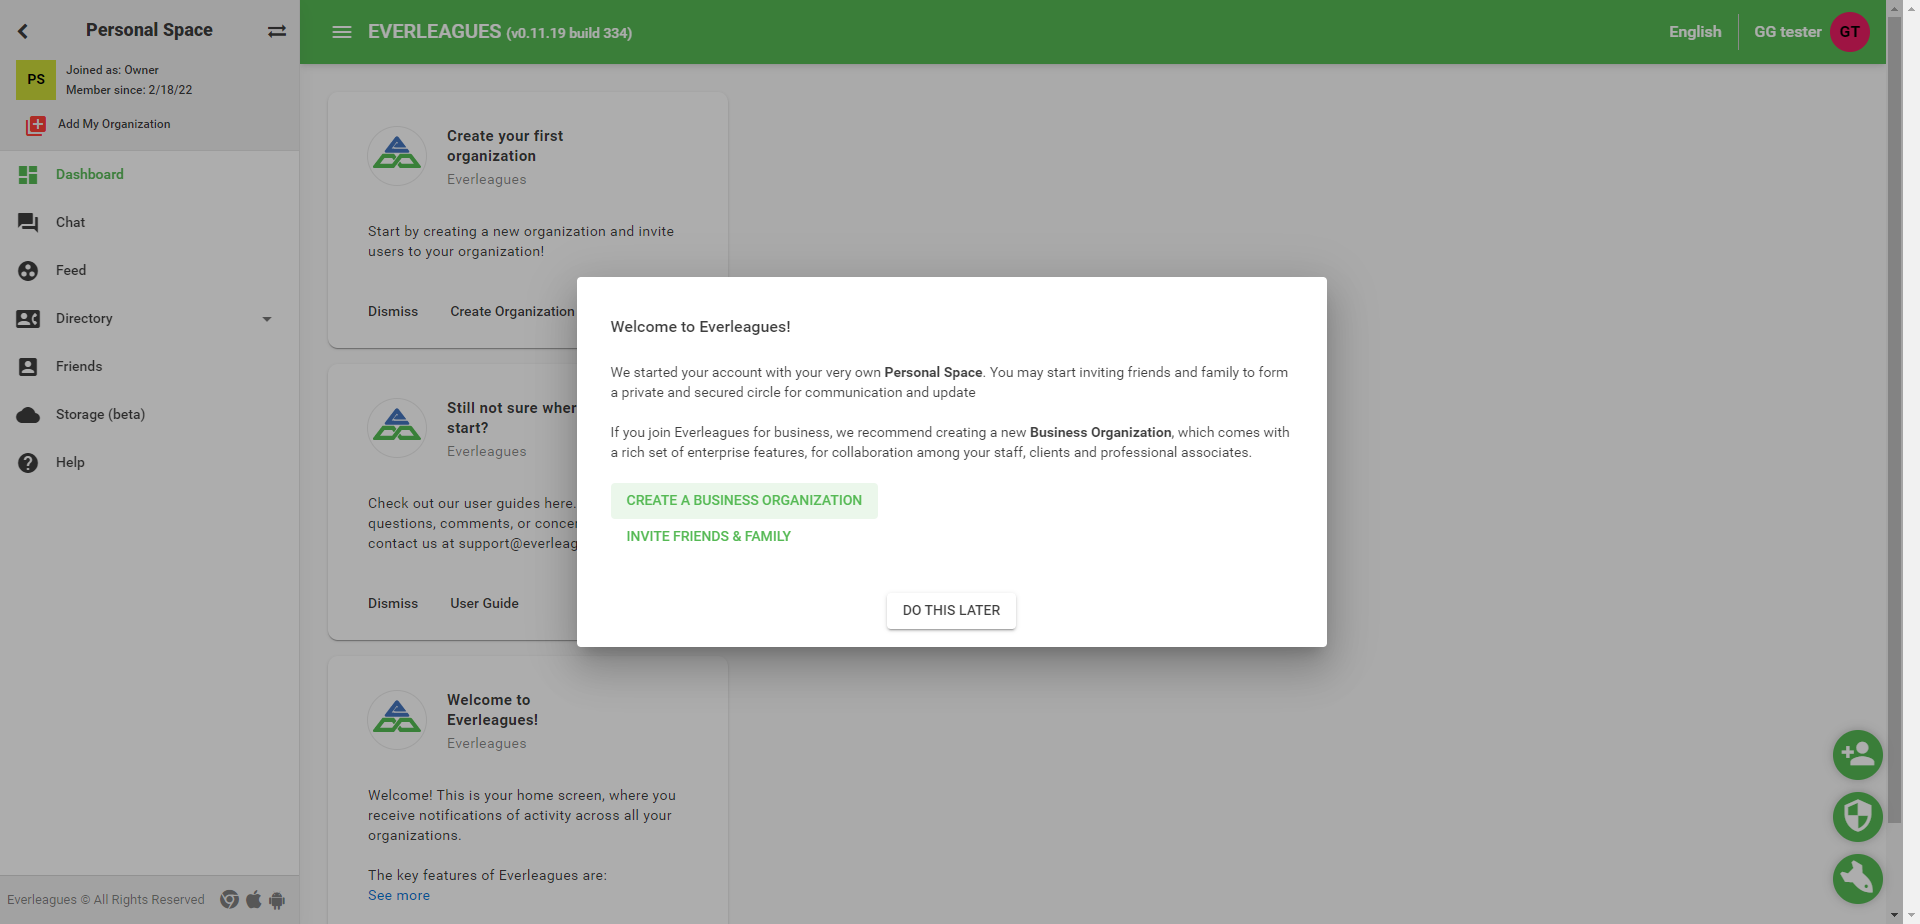 Personal Space
PS
Joined as: Owner
Member since: 2/18/22
Add My Organization
Dashboard
Chat
Feed
Directory
Friends
Storage (beta)
Help
Everleagues © All Rights Reserved
EVERLEAGUES (v0.11.19 build 334)
English
GG tester
GT
Create your first
organization
Everleagues
Start by creating a new organization and invite
users to your organization!
Dismiss
Create Organization
Still not sure
start?
Everleagues
Check out our user guides here.
questions, comments, or
contact us at
Dismiss
User Guide
Welcome to
Everleagues!
Everleagues
Welcome! This is your home screen, where you
receive notifications of activity across all your
organizations.
The key features of Everleagues are:
See more
Welcome to Everleagues!
We started your account with your very own Personal Space. You may start inviting friends and family to form
a private and secured circle for communication and update
If you join Everleagues for business, we recommend creating a new Business Organization, which comes with
a rich set of enterprise features, for collaboration among your staff, clients and professional associates.
CREATE A BUSINESS ORGANIZATION
INVITE FRIENDS & FAMILY
DO THIS LATER